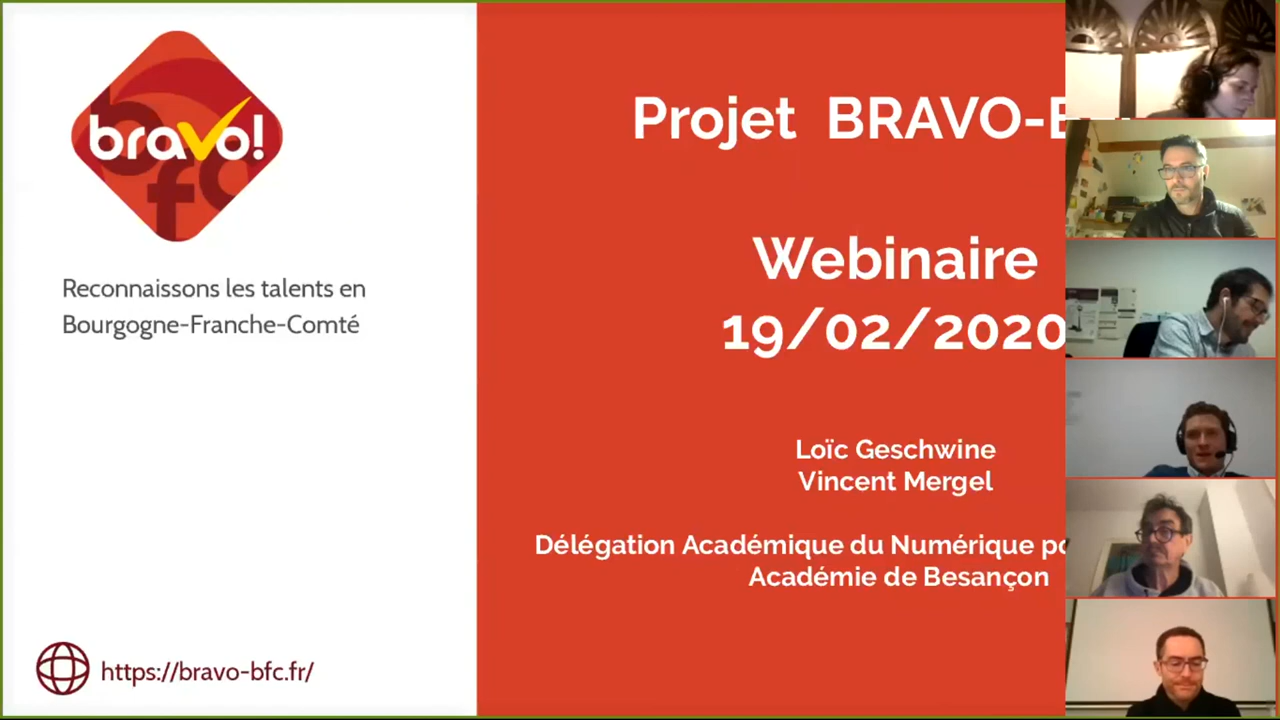 bravo!
bfc
Reconnaissons les talents en
Bourgogne-Franche-Comté
https://bravo-bfc.fr/
Projet BRAVO-B
Webinaire
19/02/2020
Loïc Geschwine
Vincent Mergel
Délégation Académique du Numérique po
Académie de Besançon